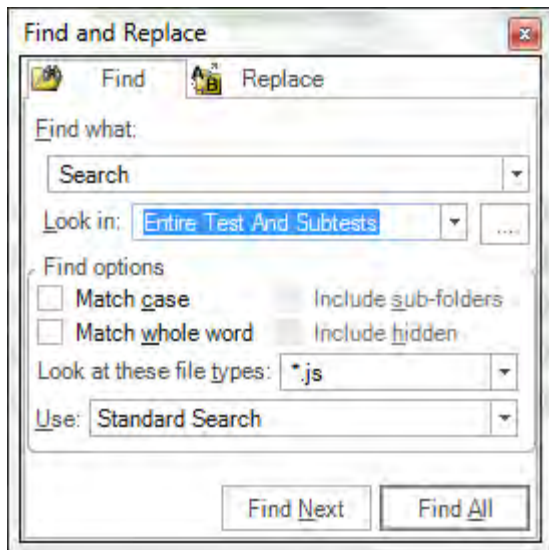 Find and Replace
Find Replace
Find what:
Search
Look in: Entire Test And Subtests ....
Find options
Match case Include sub-folders
Match whole word Include hidden
Look at these file types: *.js
Use: Standard Search
Find Next Find All